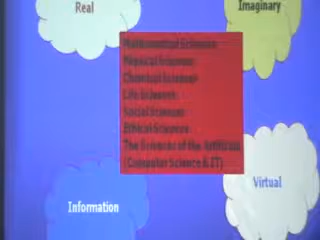 Real
Imaginary
Mathematical Sciences
Physical Sciences
Chemical Sciences
Life Sciences
Social Sciences
Ethical Sciences
The Sciences of the Artificial
(Computer Science & IT)
Virtual
Information